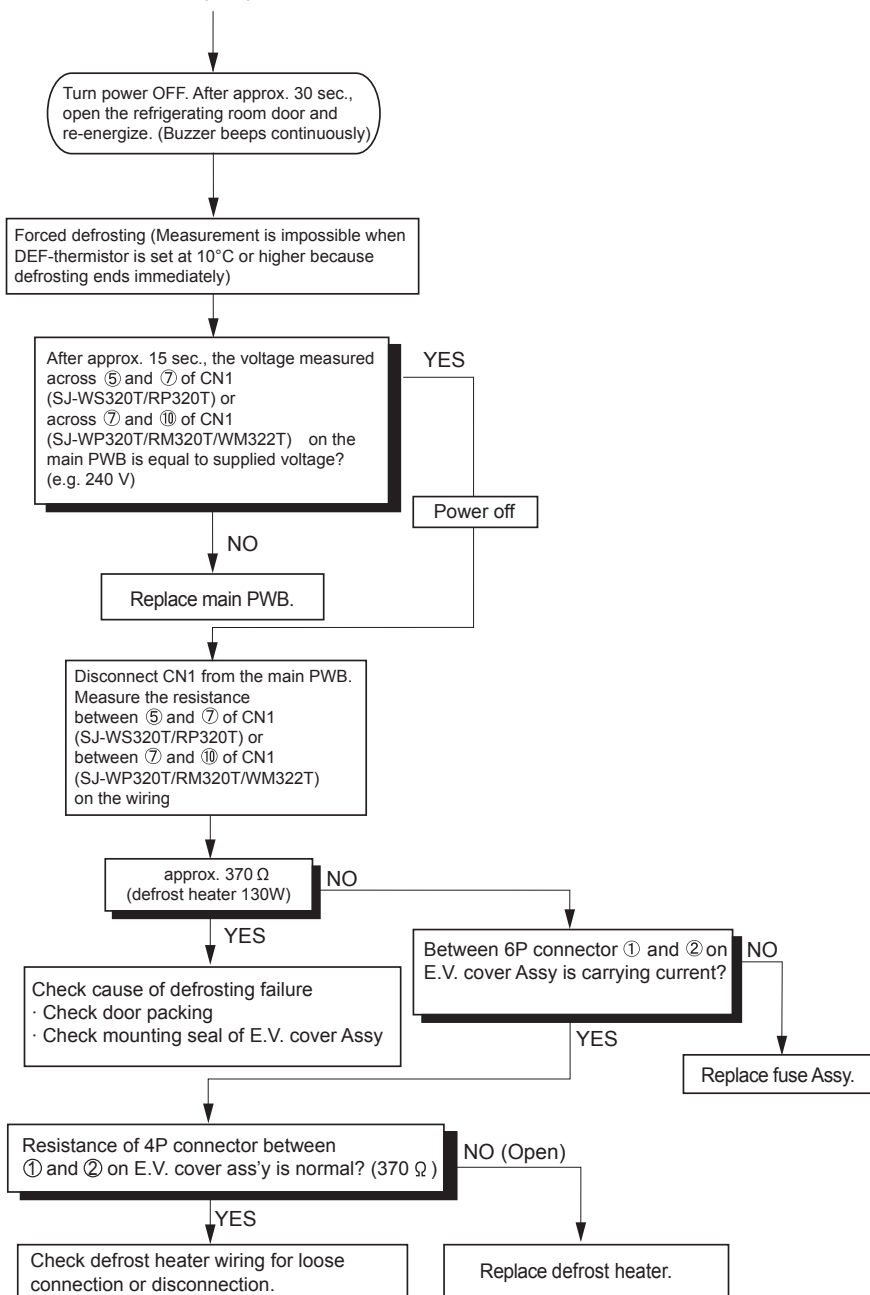 Turn power OFF. After approx. 30 sec.,
open the refrigerating room door and
re-energize. (Buzzer beeps continuously)
Forced defrosting (Measurement is impossible when
DEF-thermistor is set at 10°C or higher because
defrosting ends immediately)
After approx. 15 sec., the voltage measured
across ⑤ and ⑦ of CN1
(SJ-WS320T/RP320T) or
across ⑦ and ⑩ of CN1
(SJ-WP320T/RM320T/WM322T) on the
main PWB is equal to supplied voltage?
(e.g. 240 V)
YES
Power off
NO
Replace main PWB.
Disconnect CN1 from the main PWB.
Measure the resistance
between ⑤ and ⑦ of CN1
(SJ-WS320T/RP320T) or
between ⑦ and ⑩ of CN1
(SJ-WP320T/RM320T/WM322T)
on the wiring
approx. 370 Ω
(defrost heater 130W)
NO
YES
Check cause of defrosting failure
· Check door packing
· Check mounting seal of E.V. cover Assy
Between 6P connector ① and ② on
E.V. cover Assy is carrying current?
NO
YES
Replace fuse Assy.
Resistance of 4P connector between
① and ② on E.V. cover ass'y is normal? (370 Ω )
NO (Open)
YES
Check defrost heater wiring for loose
connection or disconnection.
Replace defrost heater.